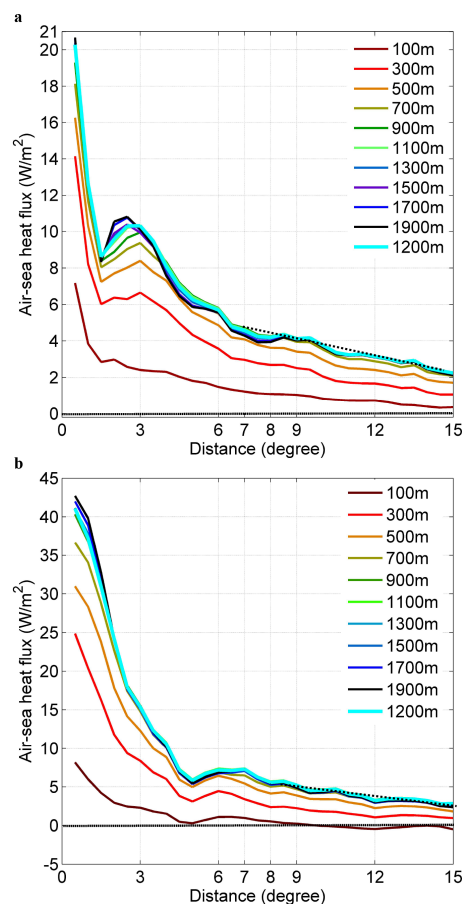 a
21
20
18
16
14
12
10
8
6
4
2
0
Air-sea heat flux (W/m²)
100m
300m
500m
700m
900m
1100m
1300m
1500m
1700m
1900m
1200m
0 3 6 7 8 9 12 15
Distance (degree)
b
45
40
35
30
25
20
15
10
5
0
-5
Air-sea heat flux (W/m²)
100m
300m
500m
700m
900m
1100m
1300m
1500m
1700m
1900m
1200m
0 3 6 7 8 9 12 15
Distance (degree)